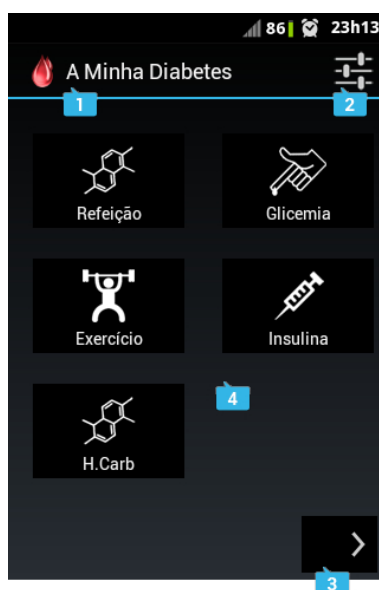 86 23h13
A Minha Diabetes
1 2
Refeição Glicemia
Exercício Insulina
4
H.Carb
3